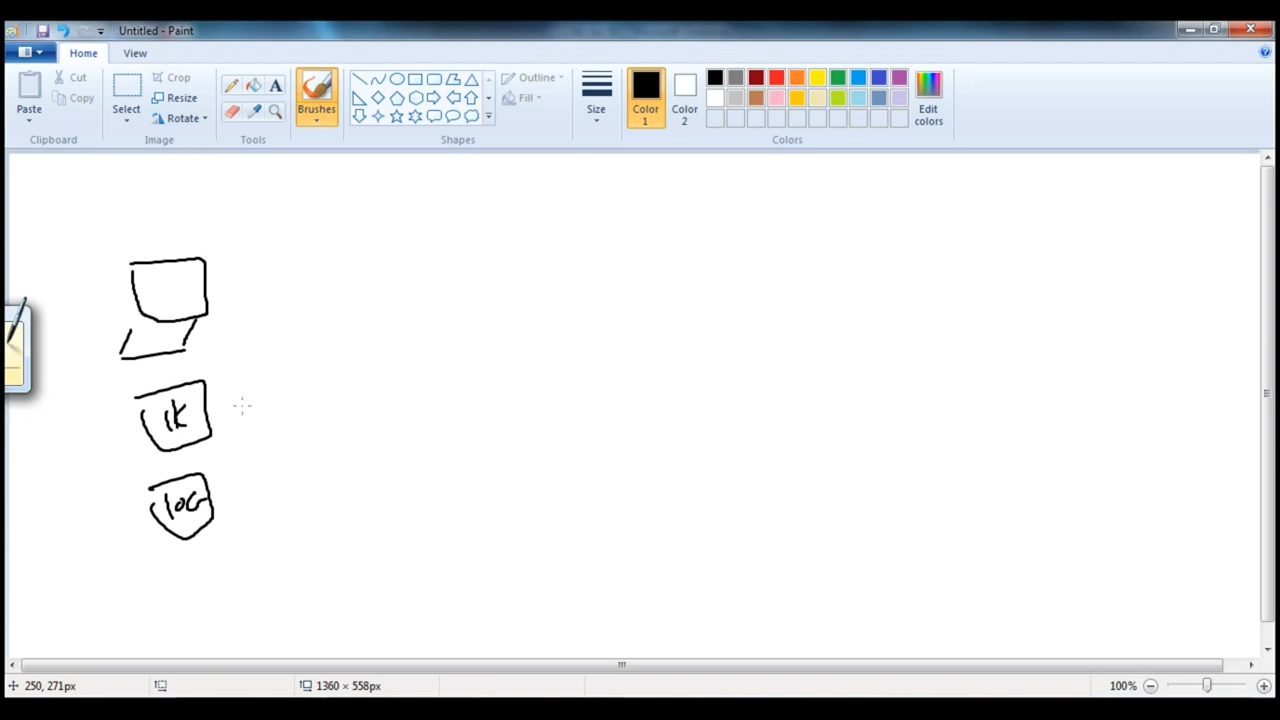 Untitled - Paint
Home View
Paste
Cut
Copy
Clipboard
Select
Crop
Resize
Rotate
Image
Tools
Brushes
Shapes
Outline
Fill
Size
Color 1
Color 2
Edit colors
Colors
1K
10G
250, 271px
1360 × 558px
100%